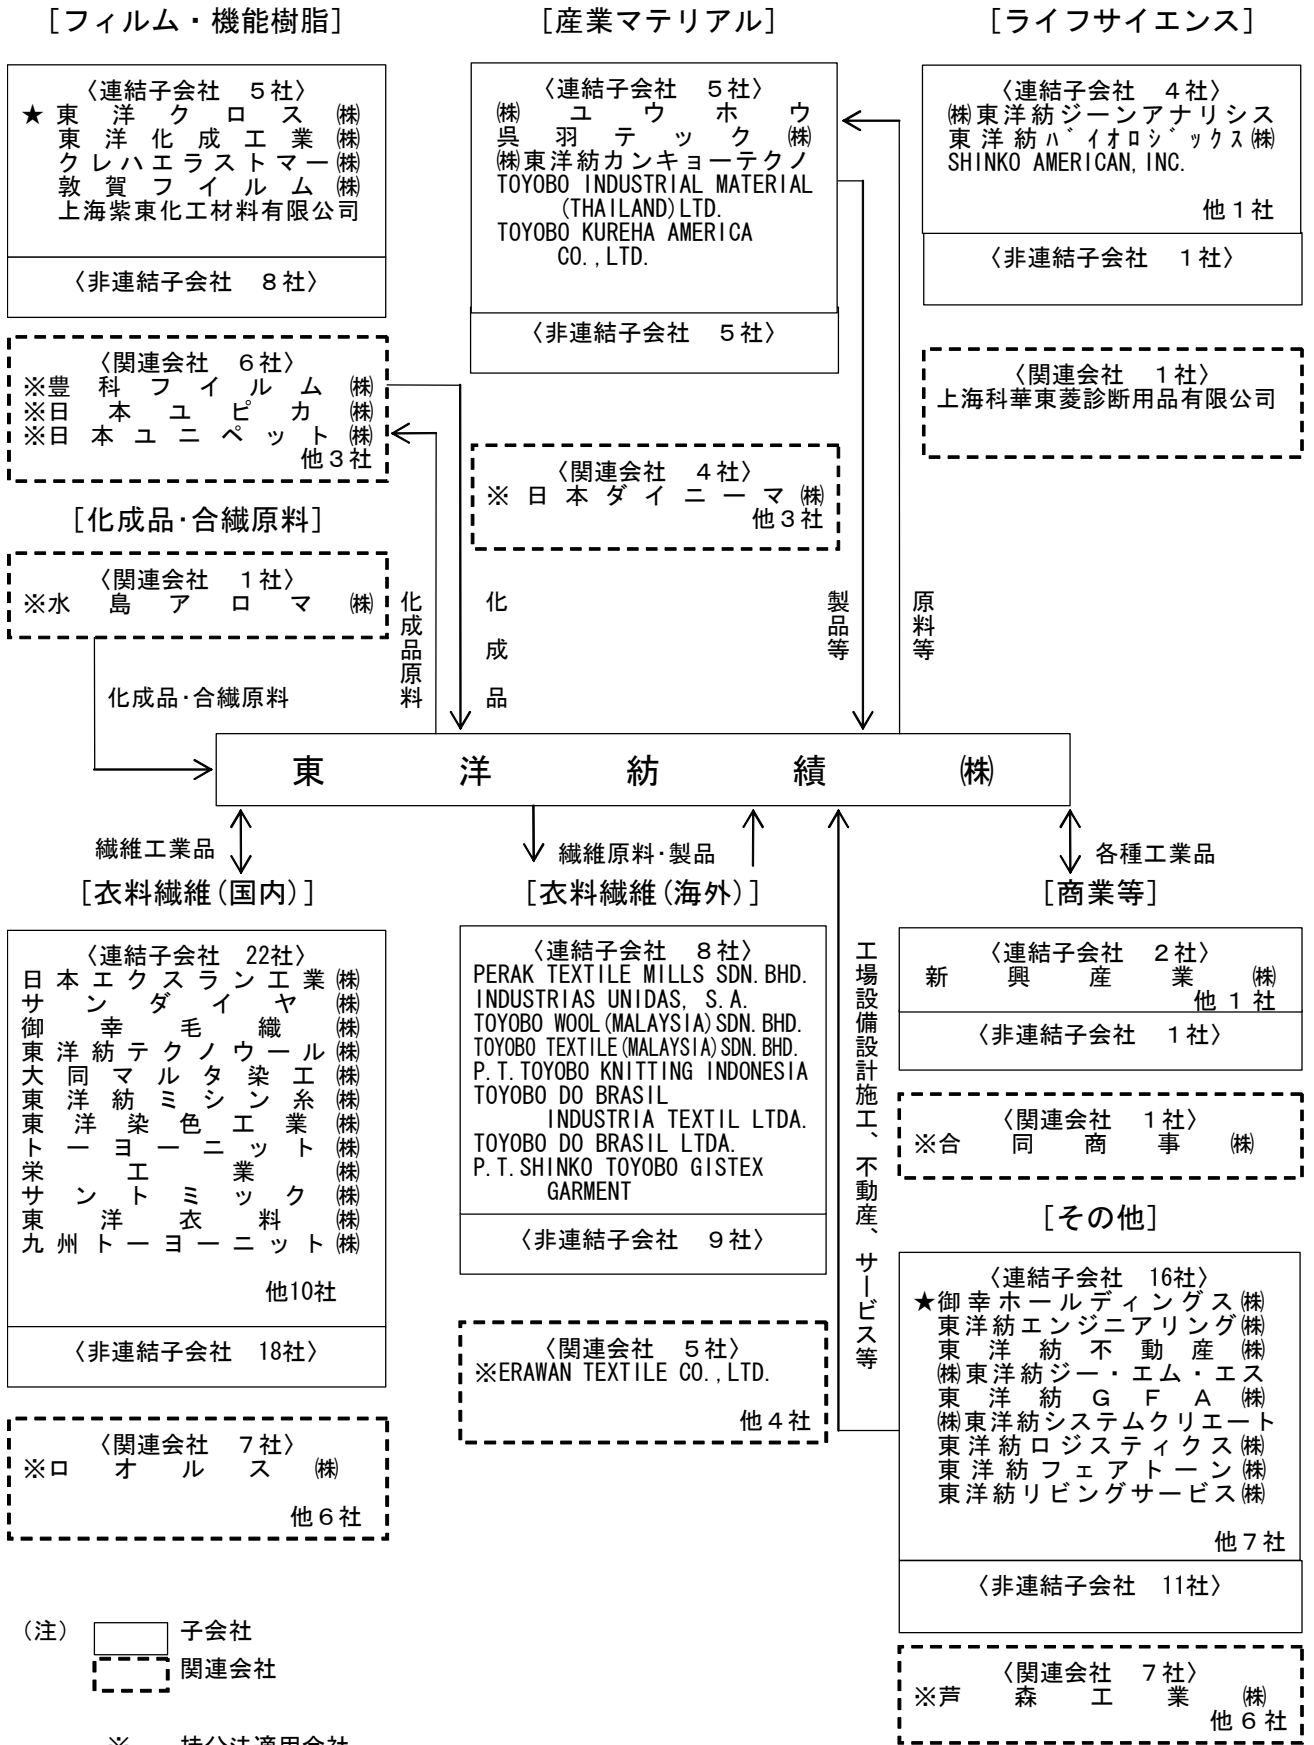 [フィルム・機能樹脂]
〈連結子会社　５社〉
★東洋クロス㈱
東洋化成工業㈱
クレハエラストマー㈱
敦賀フイルム㈱
上海紫東化工材料有限公司
〈非連結子会社　８社〉
〈関連会社　６社〉
※豊科フイルム㈱
※日本ユピカ㈱
※日本ユニペット㈱
他３社
[化成品・合繊原料]
〈関連会社　１社〉
※水島アロマ㈱
[産業マテリアル]
〈連結子会社　５社〉
㈱ユウホウ
呉羽テック㈱
㈱東洋紡カンキョーテクノ
TOYOBO INDUSTRIAL MATERIAL
(THAILAND)LTD.
TOYOBO KUREHA AMERICA
CO.,LTD.
〈非連結子会社　５社〉
〈関連会社　４社〉
※日本ダイニーマ㈱
他３社
[ライフサイエンス]
〈連結子会社　４社〉
㈱東洋紡ジーンアナリシス
東洋紡バイオロジックス㈱
SHINKO AMERICAN,INC.
他１社
〈非連結子会社　１社〉
〈関連会社　１社〉
上海科華東菱診断用品有限公司
化成品・合繊原料
化成品原料
化成品
製品等
原料等
東洋紡績㈱
繊維工業品
繊維原料・製品
各種工業品
[衣料繊維(国内)]
〈連結子会社　22社〉
日本エクスラン工業㈱
サンダイヤ㈱
御幸毛織㈱
東洋紡テクノウール㈱
大同マルタ染工㈱
東洋紡ミシン糸㈱
東洋染色工業㈱
トーヨーニット㈱
栄工業㈱
サントミック㈱
東洋衣料㈱
九州トーヨーニット㈱
他10社
〈非連結子会社　18社〉
〈関連会社　７社〉
※ロオルス㈱
他６社
[衣料繊維(海外)]
〈連結子会社　８社〉
PERAK TEXTILE MILLS SDN.BHD.
INDUSTRIAS UNIDAS, S.A.
TOYOBO WOOL(MALAYSIA)SDN.BHD.
TOYOBO TEXTILE(MALAYSIA)SDN.BHD.
P.T.TOYOBO KNITTING INDONESIA
TOYOBO DO BRASIL
INDUSTRIA TEXTIL LTDA.
TOYOBO DO BRASIL LTDA.
P.T.SHINKO TOYOBO GISTEX
GARMENT
〈非連結子会社　９社〉
〈関連会社　５社〉
※ERAWAN TEXTILE CO.,LTD.
他４社
工場設備設計施工、不動産、サービス等
[商業等]
〈連結子会社　２社〉
新興産業㈱
他１社
〈非連結子会社　１社〉
〈関連会社　１社〉
※合同商事㈱
[その他]
〈連結子会社　16社〉
★御幸ホールディングス㈱
東洋紡エンジニアリング㈱
東洋紡不動産㈱
㈱東洋紡ジー・エム・エス
東洋紡ＧＦＡ㈱
㈱東洋紡システムクリエート
東洋紡ロジスティクス㈱
東洋紡フェアトーン㈱
東洋紡リビングサービス㈱
他７社
〈非連結子会社　11社〉
〈関連会社　７社〉
※芦森工業㈱
他６社
（注）
子会社
関連会社
※　持分法適用会社